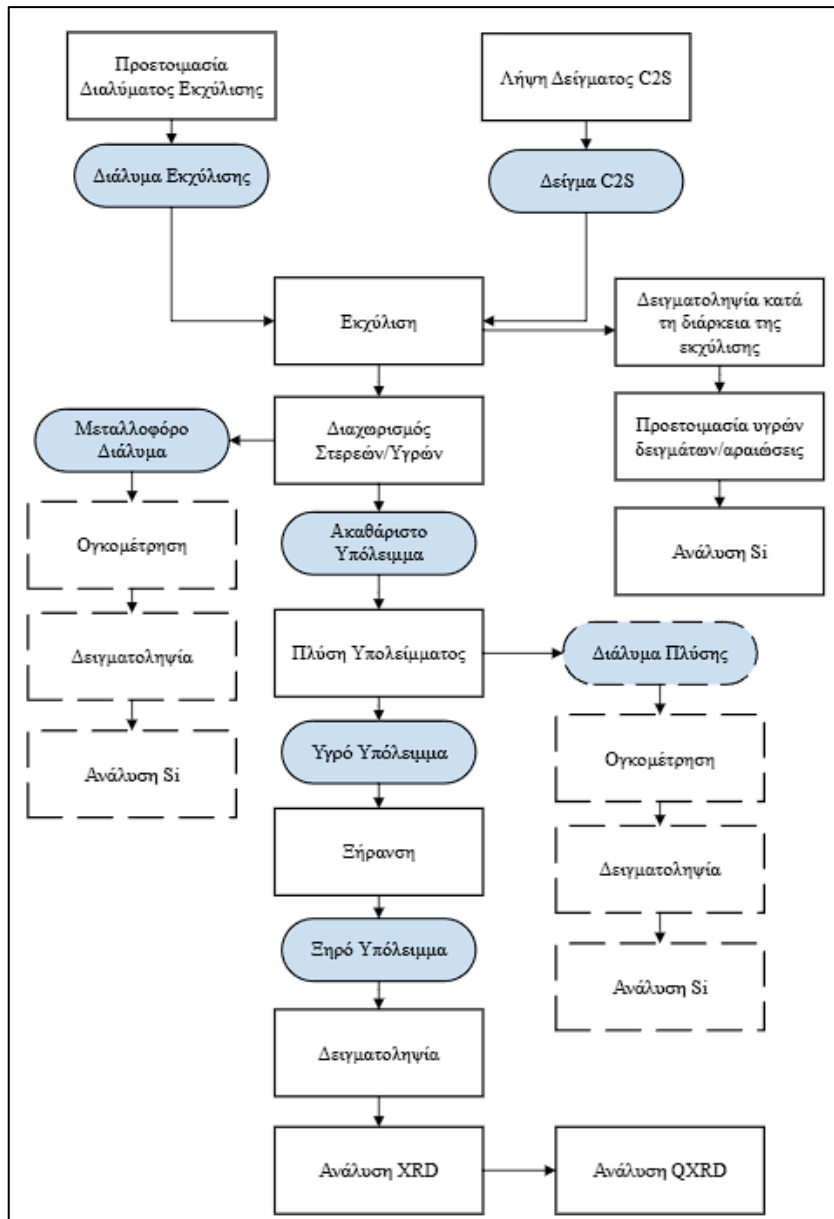 Προετοιμασία
Διαλύματος Εκχύλισης
Λήψη Δείγματος C2S
Διάλυμα Εκχύλισης
Δείγμα C2S
Εκχύλιση
Δειγματοληψία κατά
τη διάρκεια της
εκχύλισης
Μεταλλοφόρο
Διάλυμα
Διαχωρισμός
Στερεών/Υγρών
Προετοιμασία υγρών
δειγμάτων/αραιώσεις
Ογκομέτρηση
Ακαθάριστο
Υπόλειμμα
Ανάλυση Si
Δειγματοληψία
Πλύση Υπολείμματος
Διάλυμα Πλύσης
Ανάλυση Si
Υγρό Υπόλειμμα
Ογκομέτρηση
Ξήρανση
Δειγματοληψία
Ξηρό Υπόλειμμα
Ανάλυση Si
Δειγματοληψία
Ανάλυση XRD
Ανάλυση QXRD